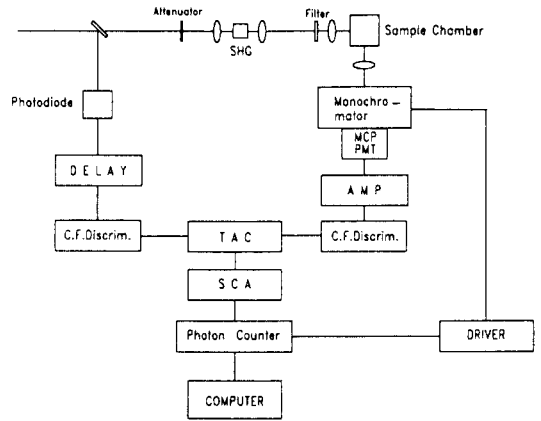 Attenuator
Filter
Sample Chamber
SHG
Photodiode
Monochro-
mator
MCP
PMT
DELAY
AMP
C.F.Discrim.
TAC
C.F.Discrim.
SCA
Photon Counter
DRIVER
COMPUTER